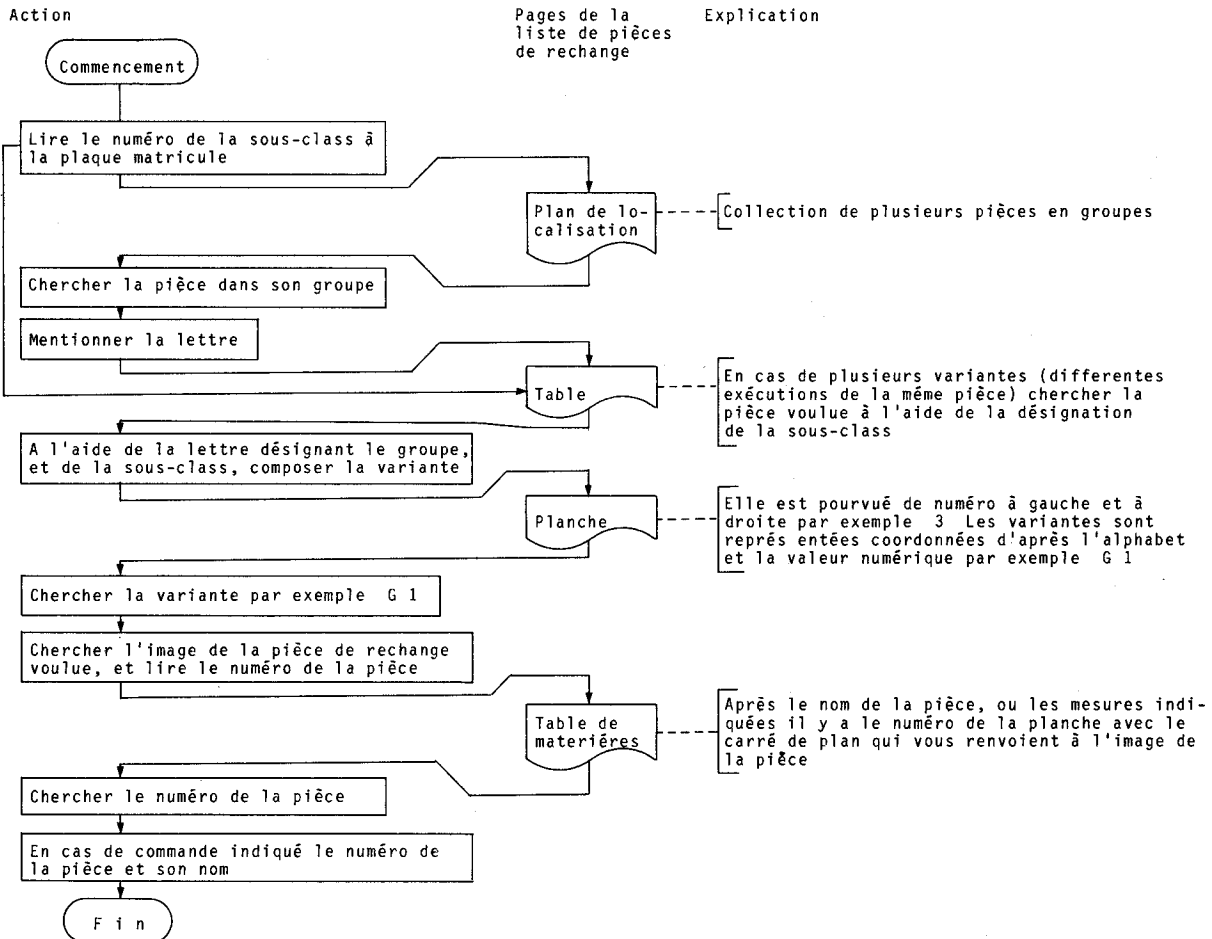 Action
Pages de la
liste de pièces
de rechange
Explication
Commencement
Lire le numéro de la sous-class à
la plaque matricule
Plan de lo-
calisation
Collection de plusieurs pièces en groupes
Chercher la pièce dans son groupe
Mentionner la lettre
Table
En cas de plusieurs variantes (differentes
exécutions de la méme pièce) chercher la
pièce voulue à l'aide de la désignation
de la sous-class
A l'aide de la lettre désignant le groupe,
et de la sous-class, composer la variante
Planche
Elle est pourvué de numéro à gauche et à
droite par exemple 3 Les variantes sont
représ entées coordonnées d'après l'alphabet
et la valeur numérique par exemple G 1
Chercher la variante par exemple G 1
Chercher l'image de la pièce de rechange
voulue, et lire le numéro de la pièce
Table de
materiéres
Après le nom de la pièce, ou les mesures indi-
quées il y a le numéro de la planche avec le
carré de plan qui vous renvoient à l'image de
la pièce
Chercher le numéro de la pièce
En cas de commande indiqué le numéro de
la pièce et son nom
F i n